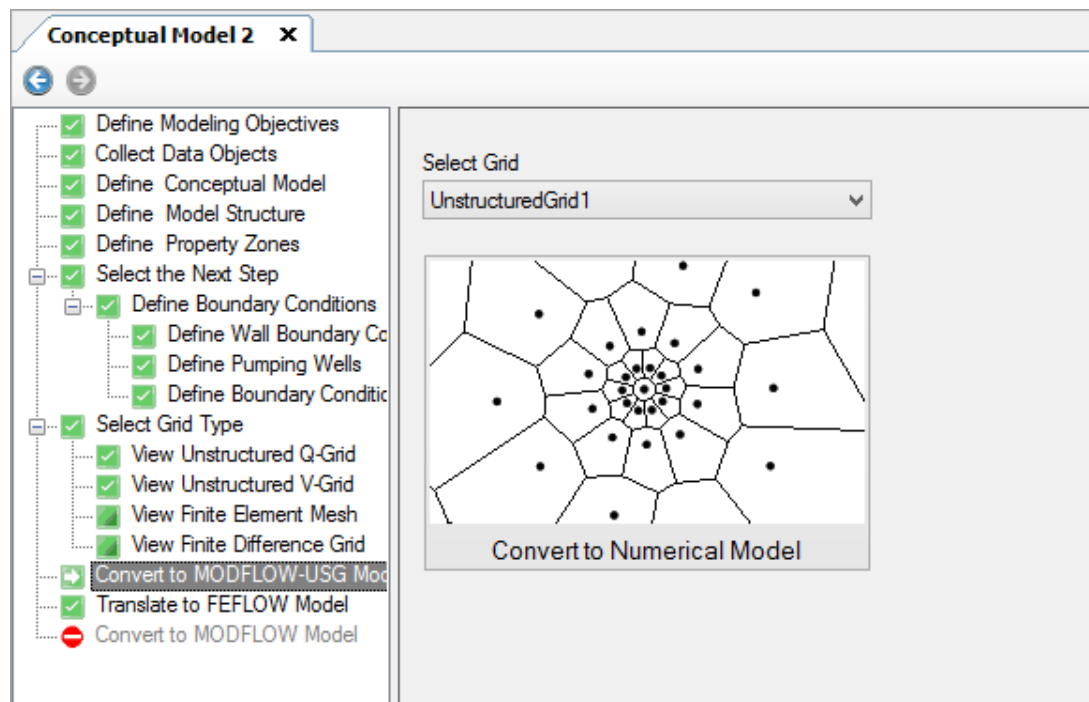 Conceptual Model 2 X
Define Modeling Objectives
Collect Data Objects
Define Conceptual Model
Define Model Structure
Define Property Zones
Select the Next Step
Define Boundary Conditions
Define Wall Boundary Co
Define Pumping Wells
Define Boundary Conditic
Select Grid Type
View Unstructured Q-Grid
View Unstructured V-Grid
View Finite Element Mesh
View Finite Difference Grid
Convert to MODFLOW-USG Moc
Translate to FEFLOW Model
Convert to MODFLOW Model
Select Grid
UnstructuredGrid1
Convert to Numerical Model